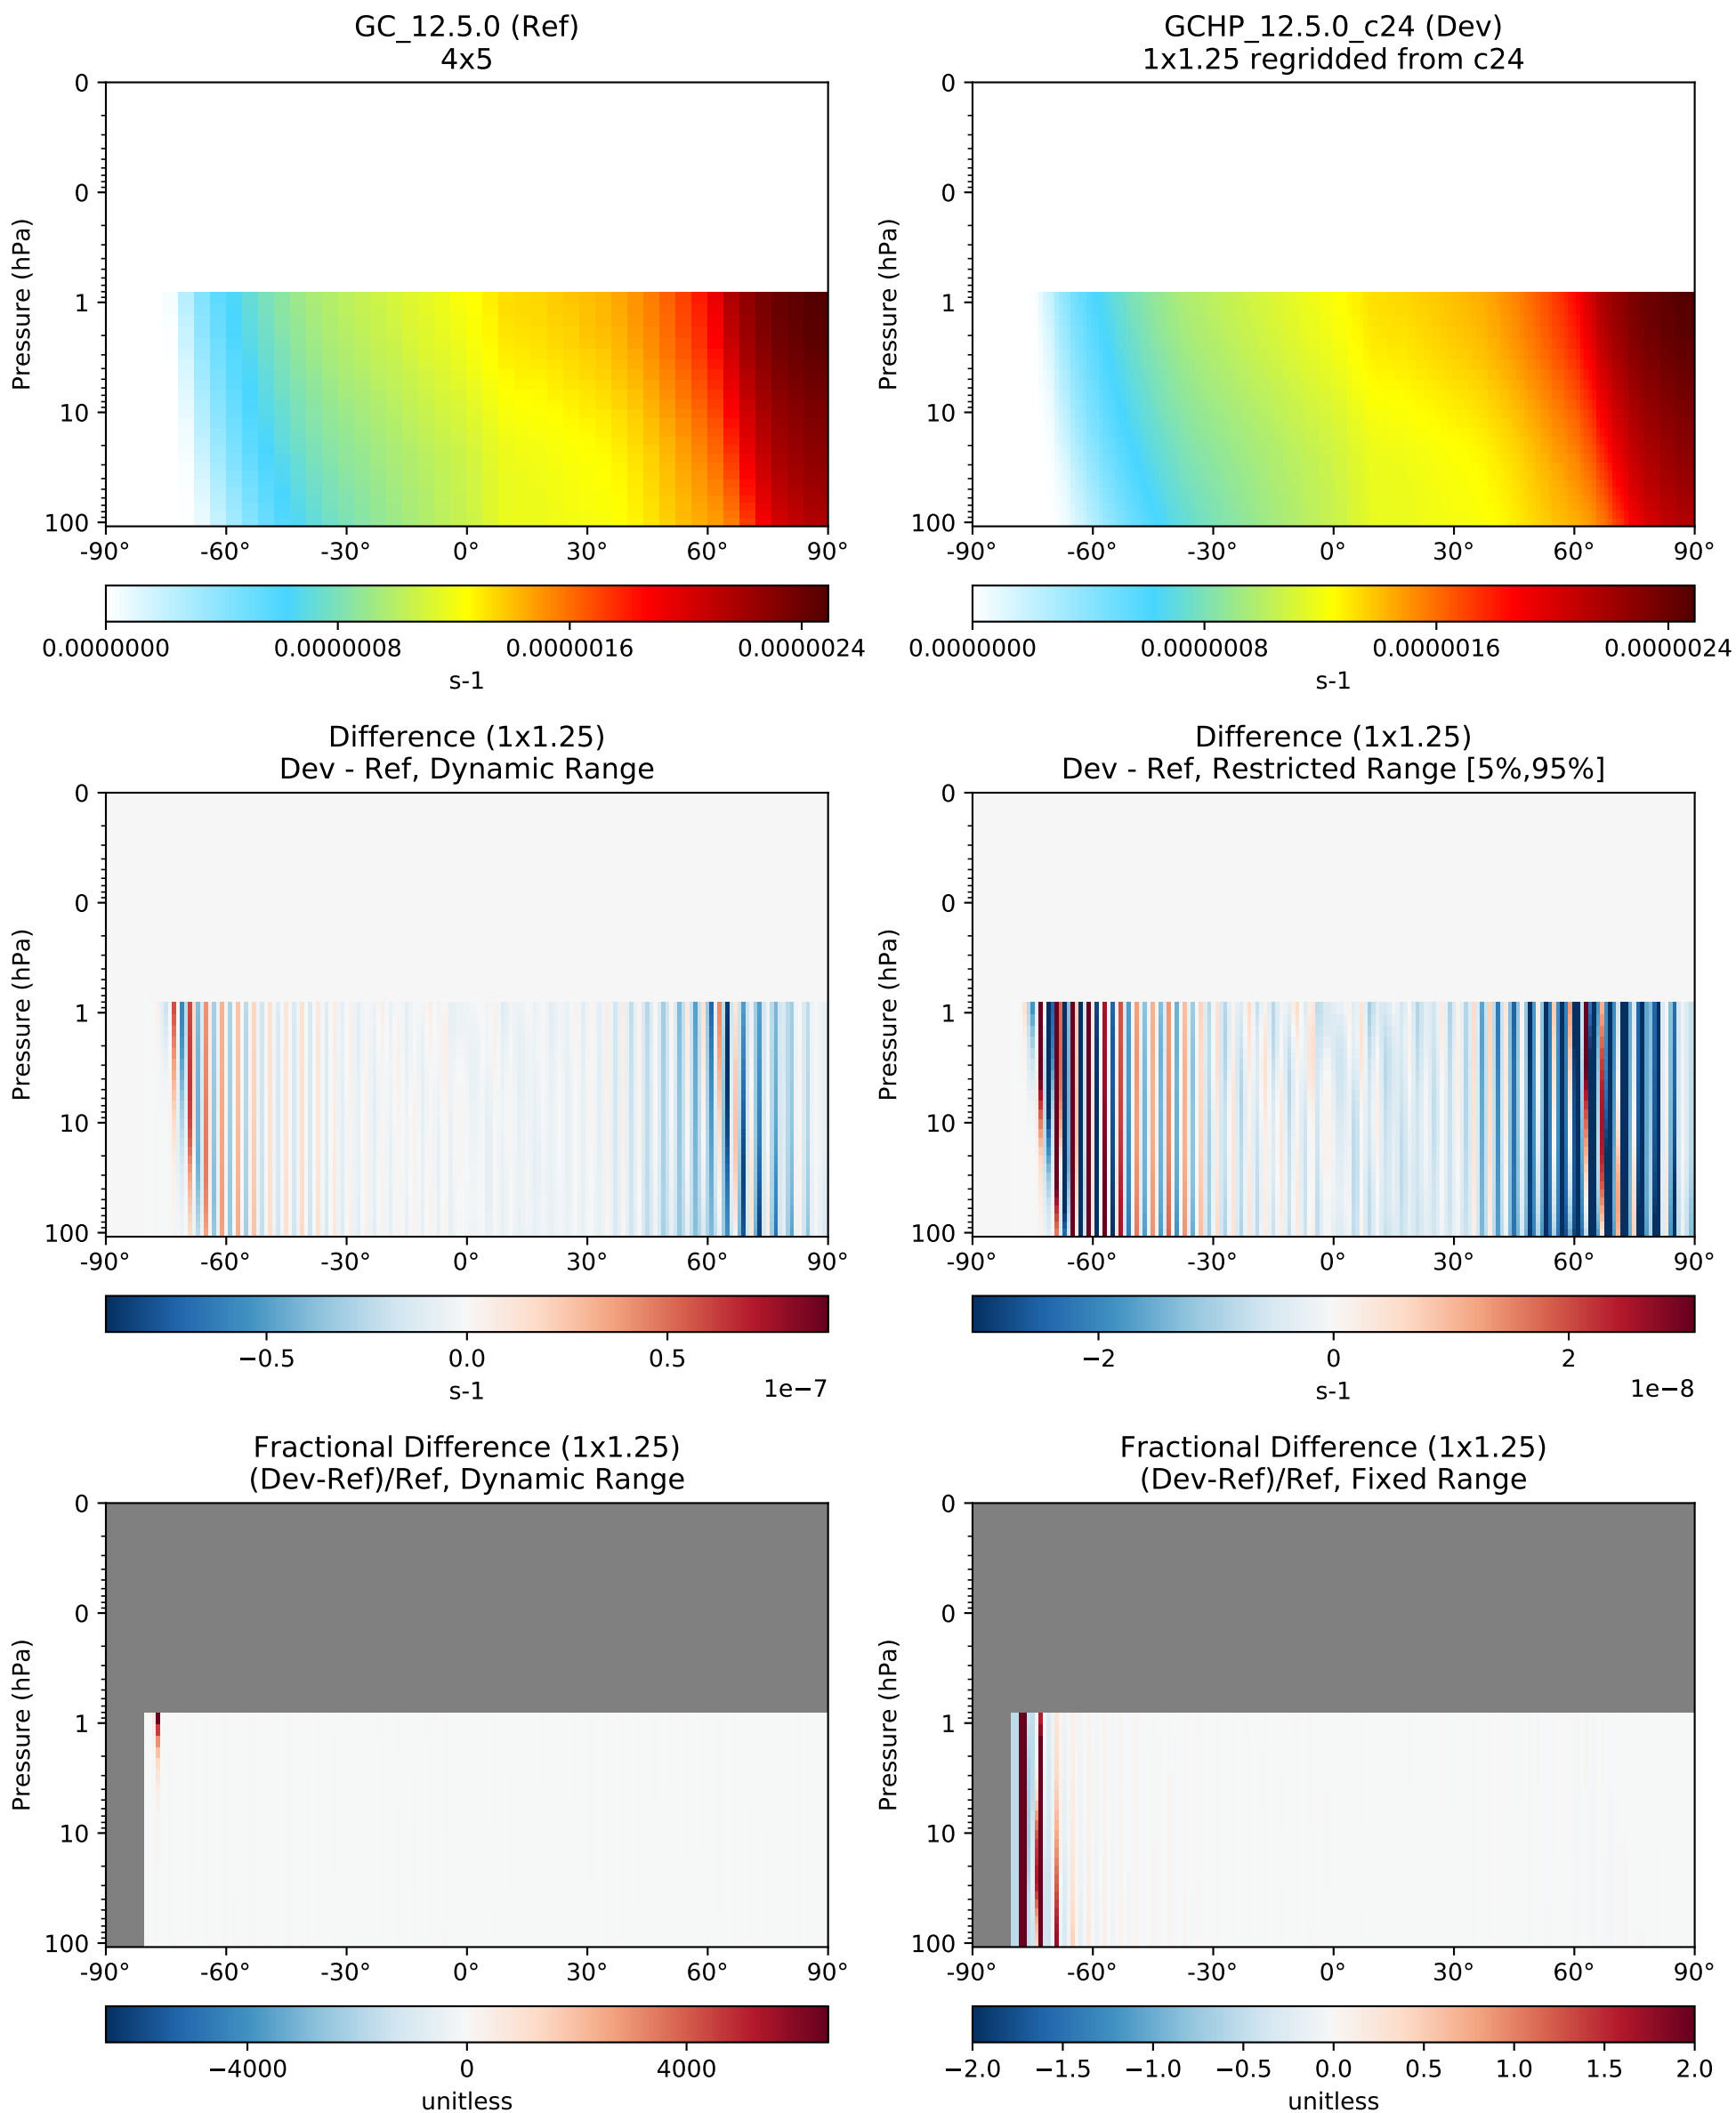 GC_12.5.0 (Ref)
4x5
GCHP_12.5.0_c24 (Dev)
1x1.25 regridded from c24
Pressure (hPa)
0
0
1
10
100
-90° -60° -30° 0° 30° 60° 90°
0.0000000 0.0000008 0.0000016 0.0000024
s-1
Pressure (hPa)
0
0
1
10
100
-90° -60° -30° 0° 30° 60° 90°
0.0000000 0.0000008 0.0000016 0.0000024
s-1
Difference (1x1.25)
Dev - Ref, Dynamic Range
Pressure (hPa)
0
0
1
10
100
-90° -60° -30° 0° 30° 60° 90°
−0.5 0.0 0.5
s-1
1e−7
Difference (1x1.25)
Dev - Ref, Restricted Range [5%,95%]
Pressure (hPa)
0
0
1
10
100
-90° -60° -30° 0° 30° 60° 90°
−2 0 2
s-1
1e−8
Fractional Difference (1x1.25)
(Dev-Ref)/Ref, Dynamic Range
Pressure (hPa)
0
0
1
10
100
-90° -60° -30° 0° 30° 60° 90°
−4000 0 4000
unitless
Fractional Difference (1x1.25)
(Dev-Ref)/Ref, Fixed Range
Pressure (hPa)
0
0
1
10
100
-90° -60° -30° 0° 30° 60° 90°
−2.0 −1.5 −1.0 −0.5 0.0 0.5 1.0 1.5 2.0
unitless